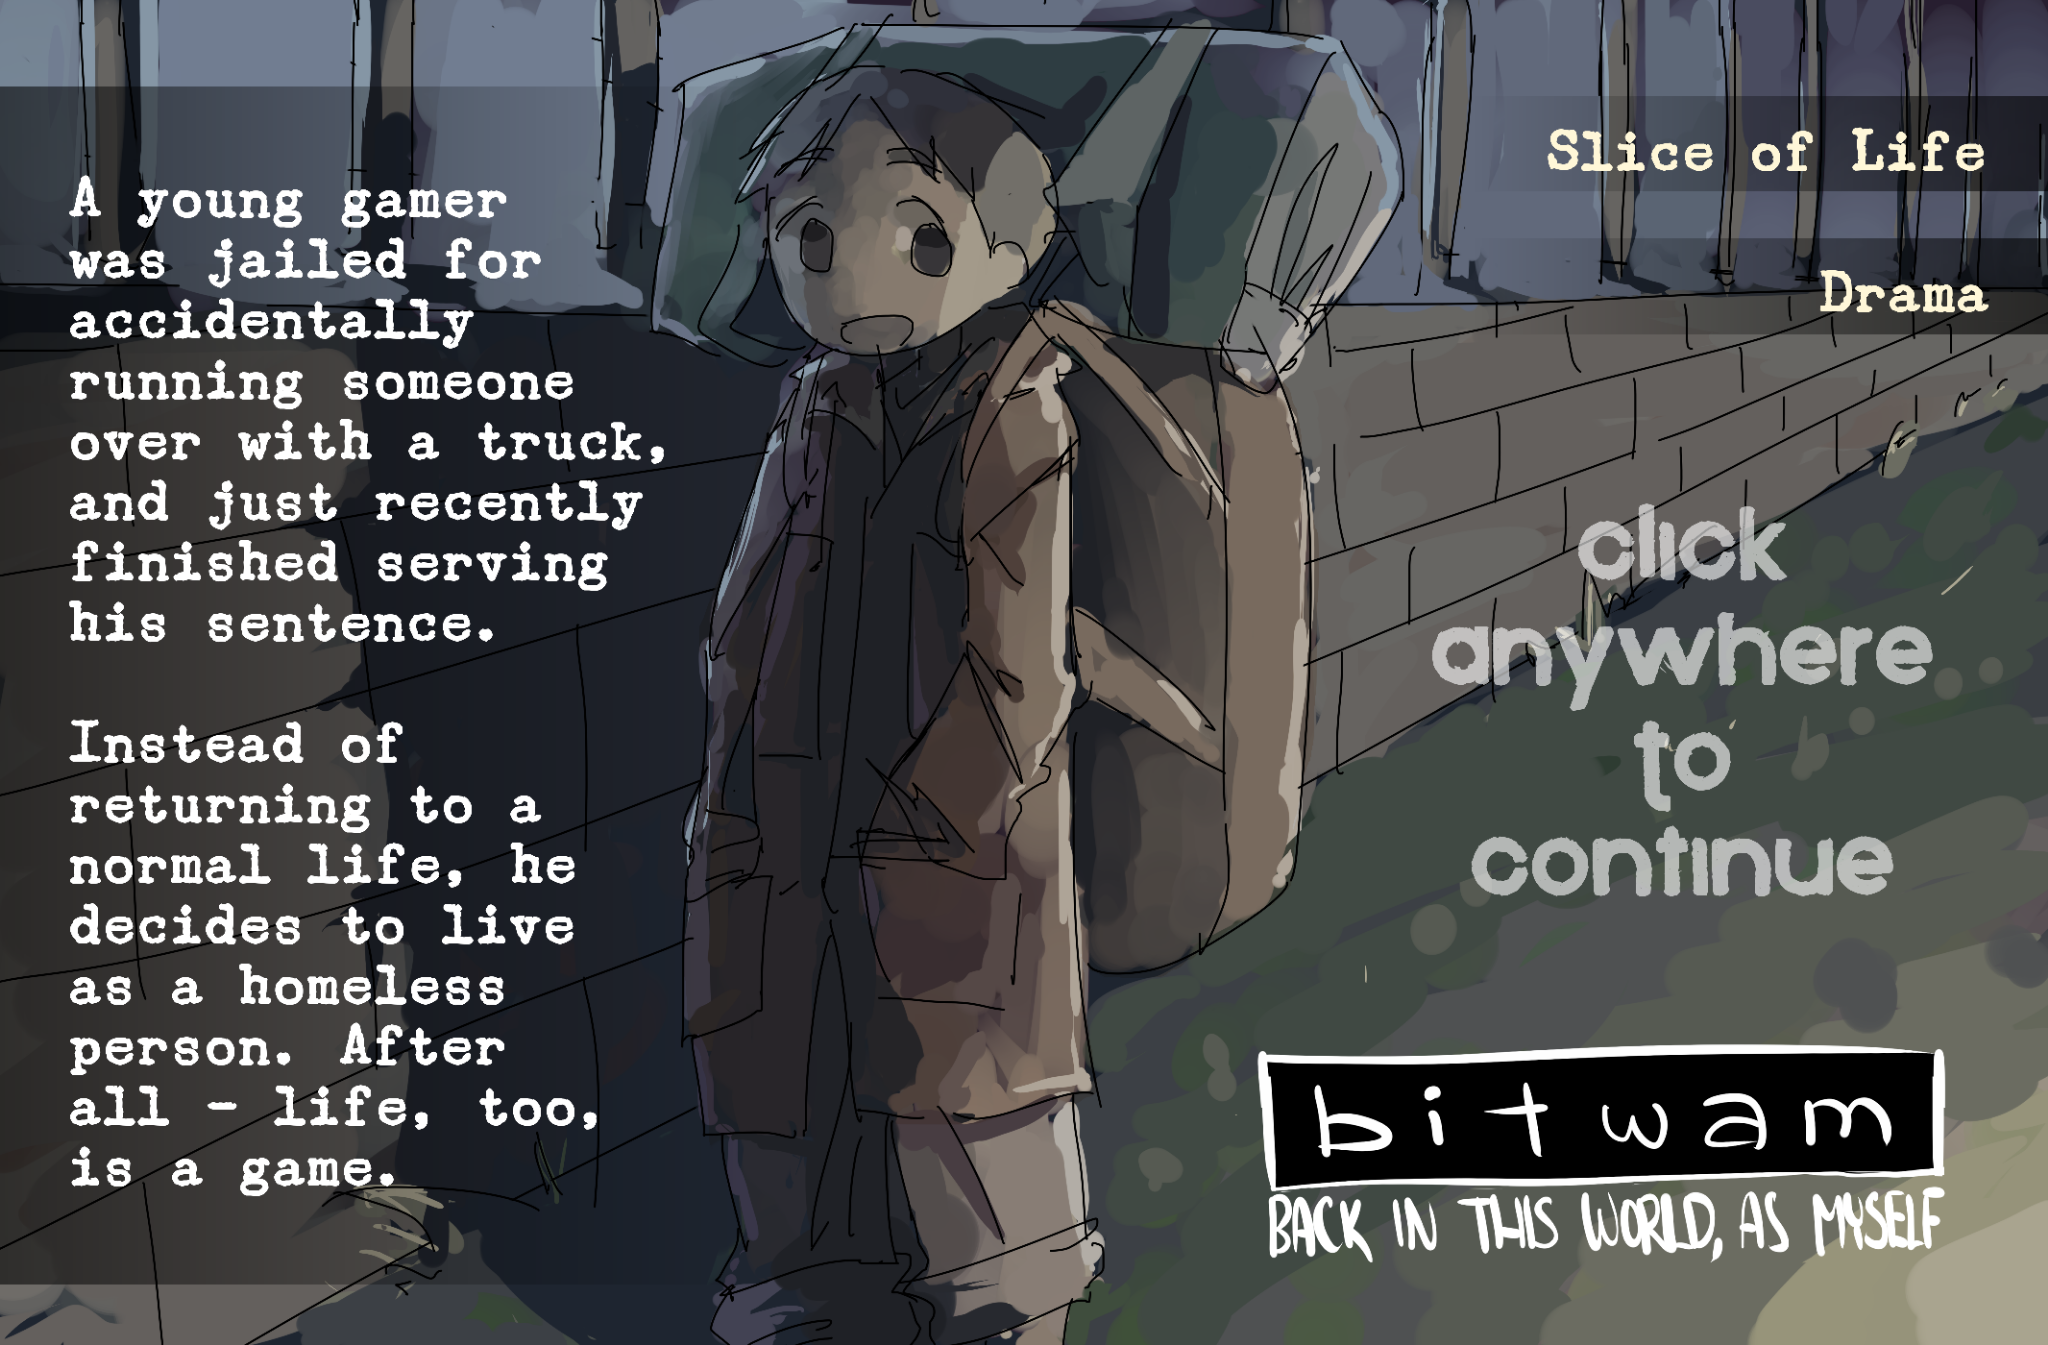 A young gamer
was jailed for
accidentally
running someone
over with a truck,
and just recently
finished serving
his sentence.
Instead of
returning to a
normal life, he
decides to live
as a homeless
person. After
all - life, too,
is a game.
Slice of Life
Drama
click
anywhere
to
continue
bitwam
BACK IN THIS WORLD, AS MYSELF